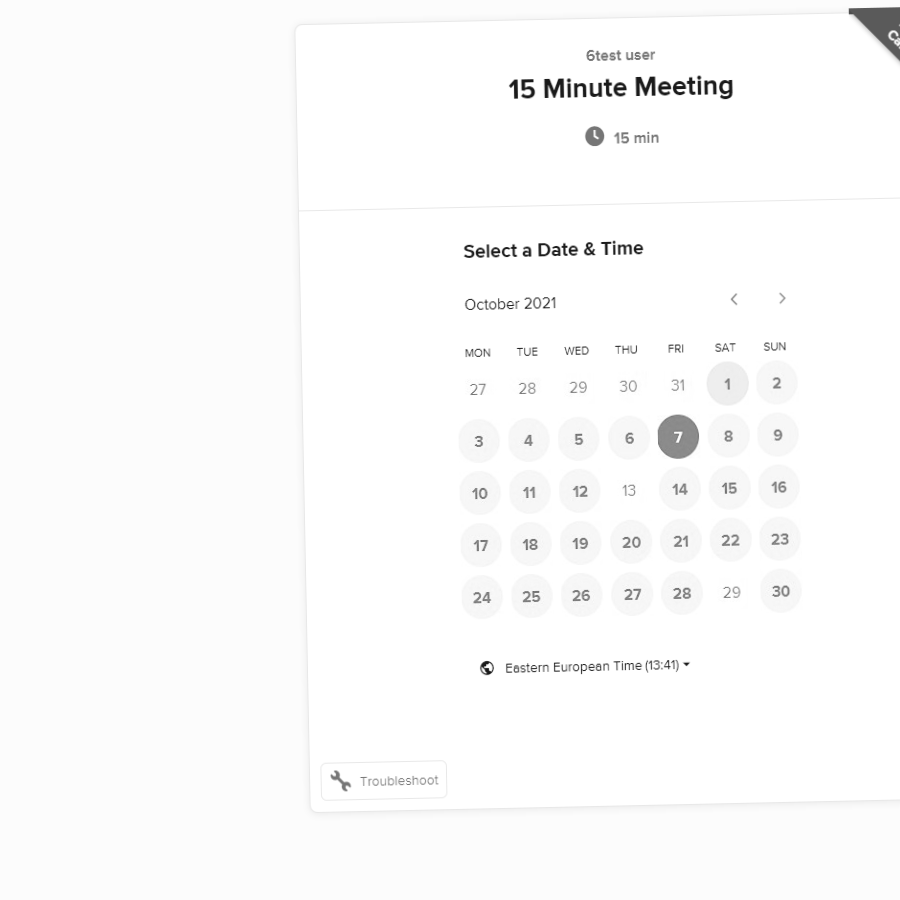 6test user
15 Minute Meeting
15 min
Select a Date & Time
October 2021
MON TUE WED THU FRI SAT SUN
27 28 29 30 31 1 2
3 4 5 6 7 8 9
10 11 12 13 14 15 16
17 18 19 20 21 22 23
24 25 26 27 28 29 30
Eastern European Time (13:41)
Troubleshoot